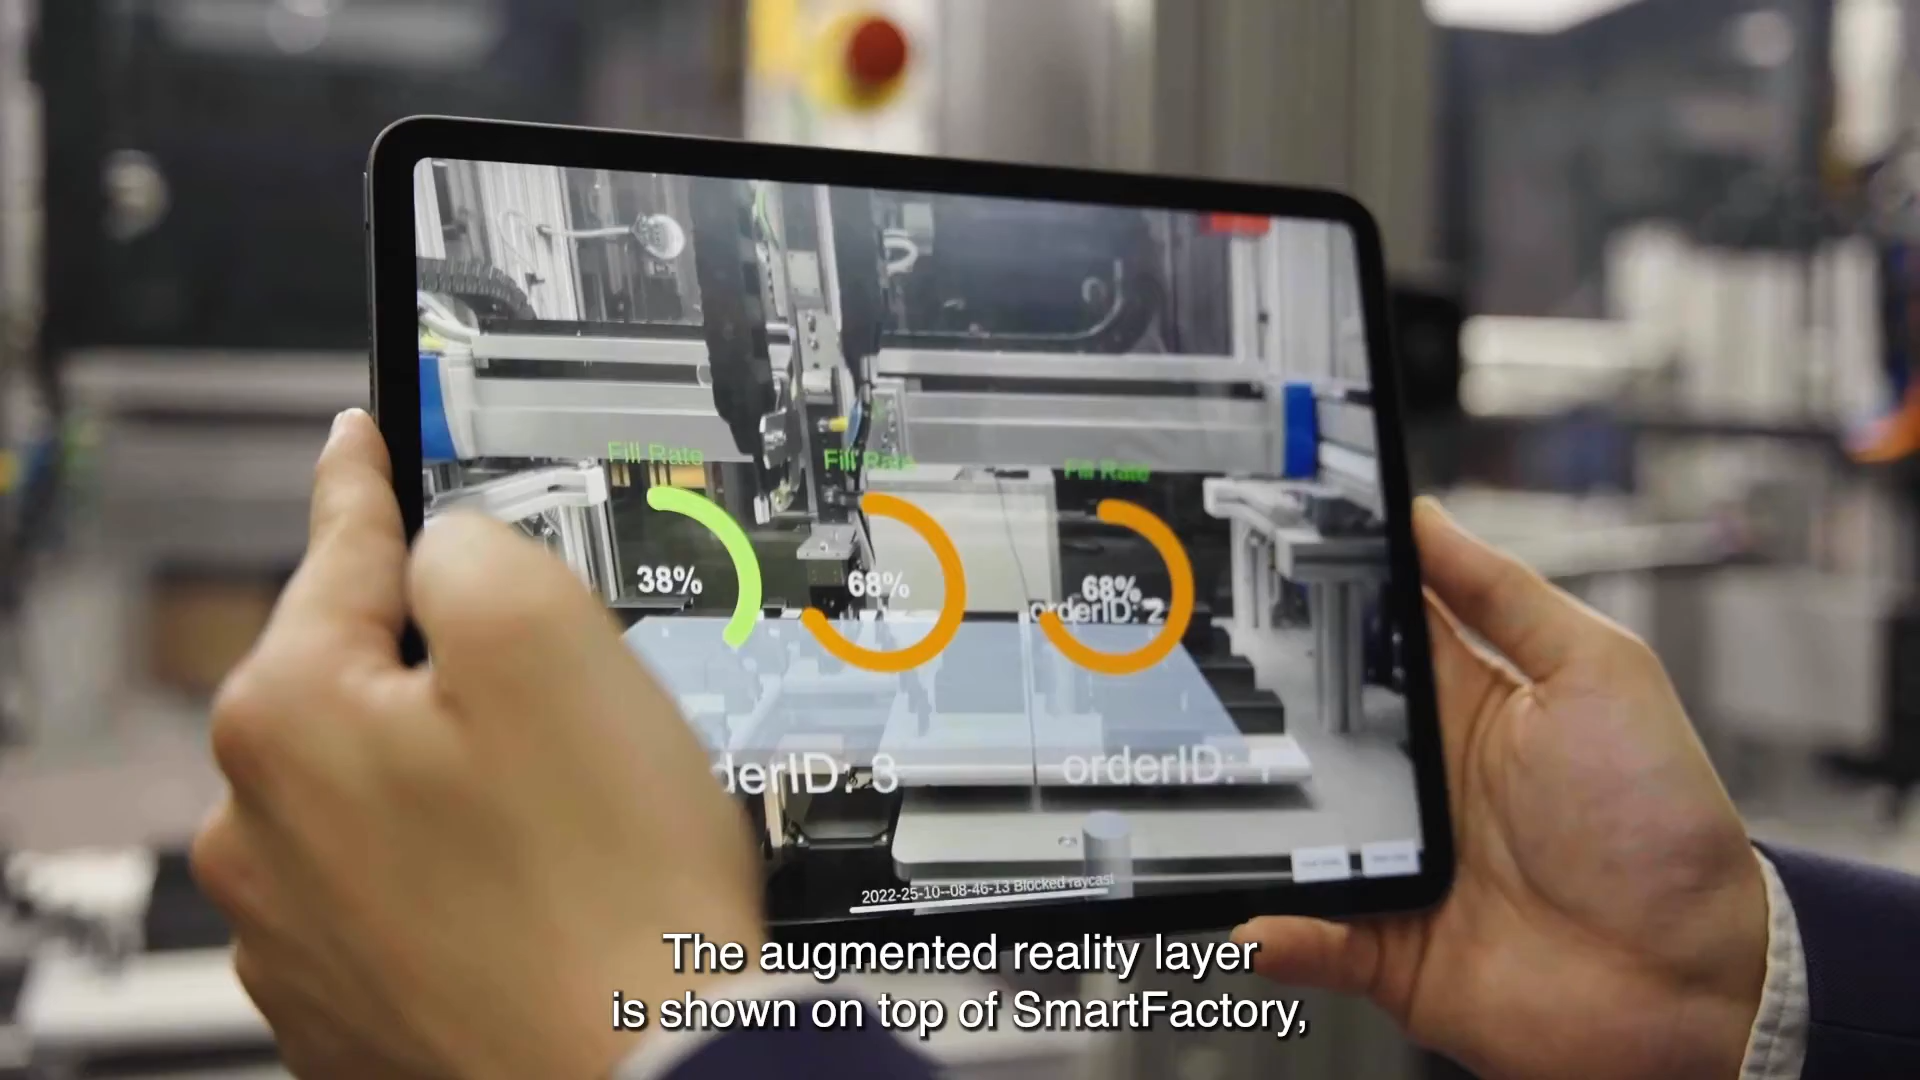 Fill Rate
Fill Rate
Fill Rate
38%
68%
68%
orderID: 2
derID: 3
orderID: 1
2022-25-10--08-46-13 Blocked raycast
The augmented reality layer
is shown on top of SmartFactory,